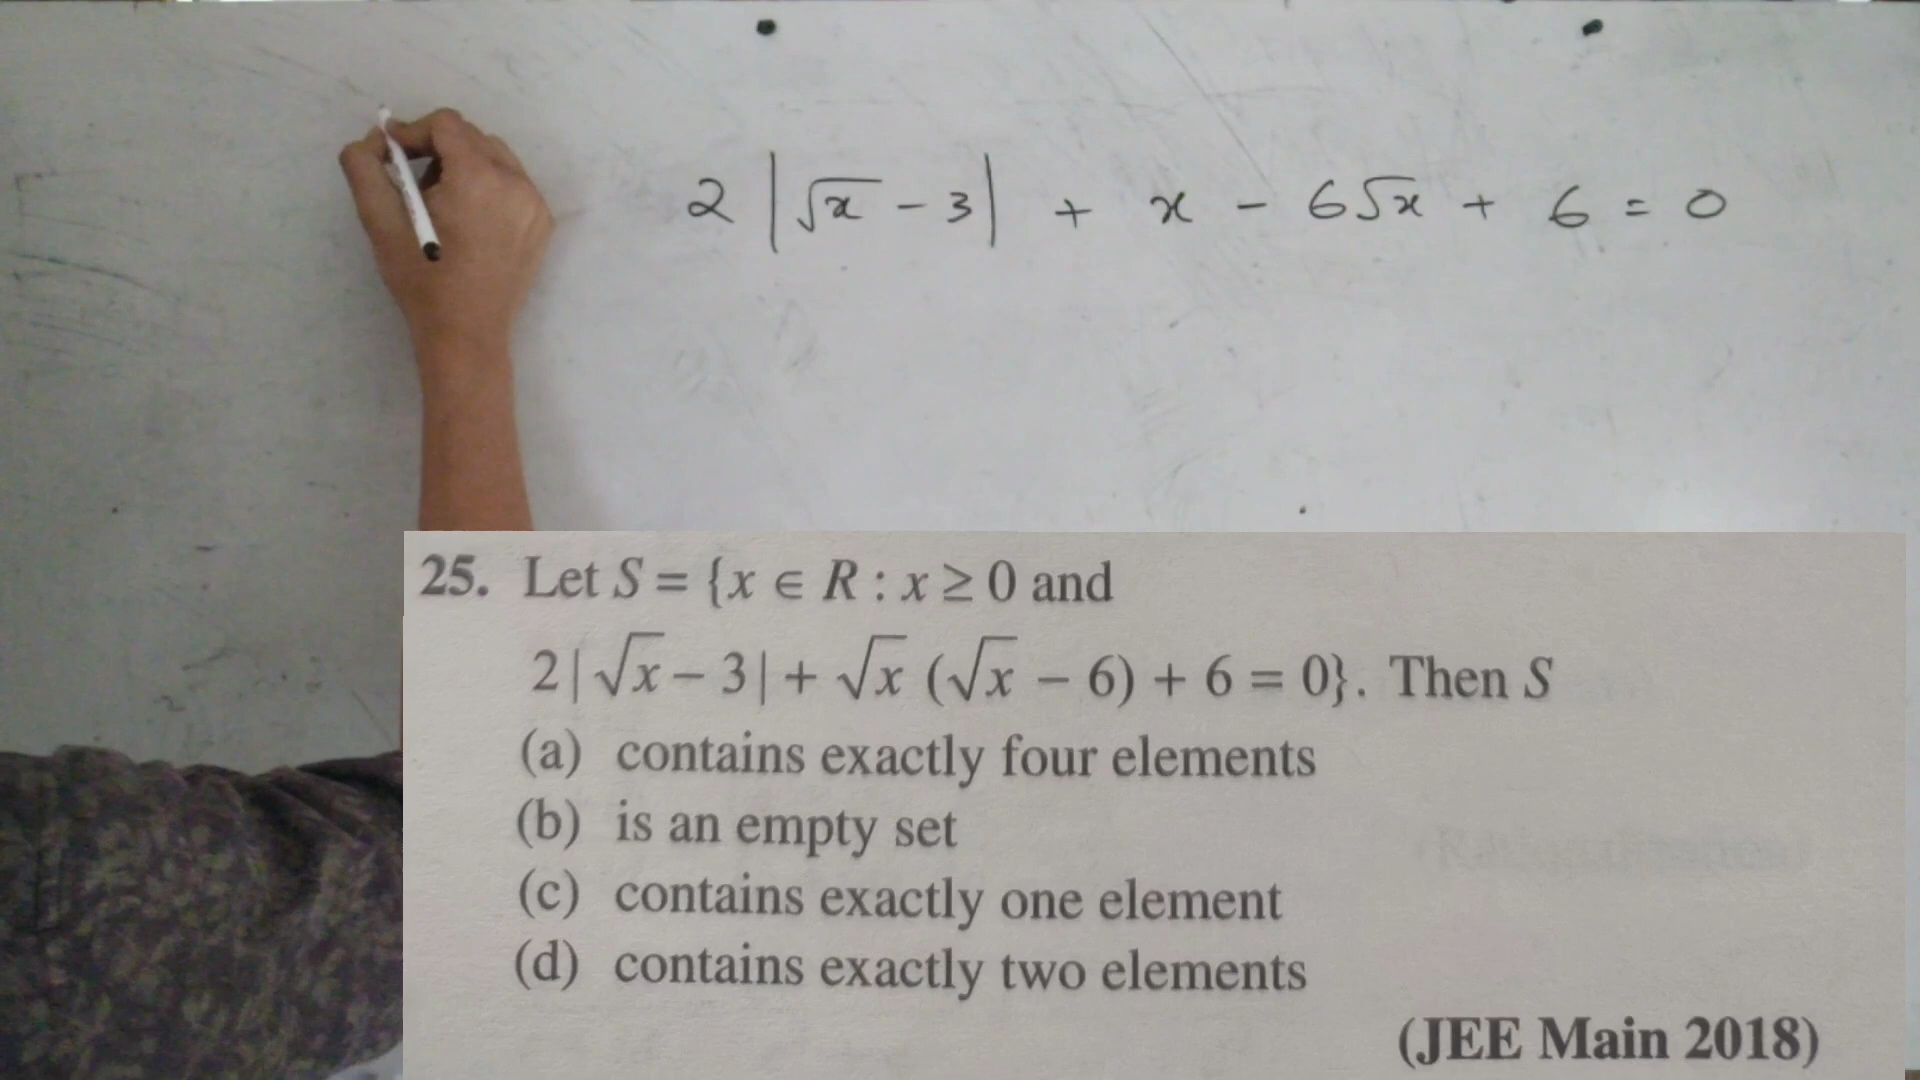 2 |√x - 3| + x - 6√x + 6 = 0
25. Let S = {x ∈ R : x ≥ 0 and
2|√x – 3| + √x (√x – 6) + 6 = 0}. Then S
(a) contains exactly four elements
(b) is an empty set
(c) contains exactly one element
(d) contains exactly two elements
(JEE Main 2018)